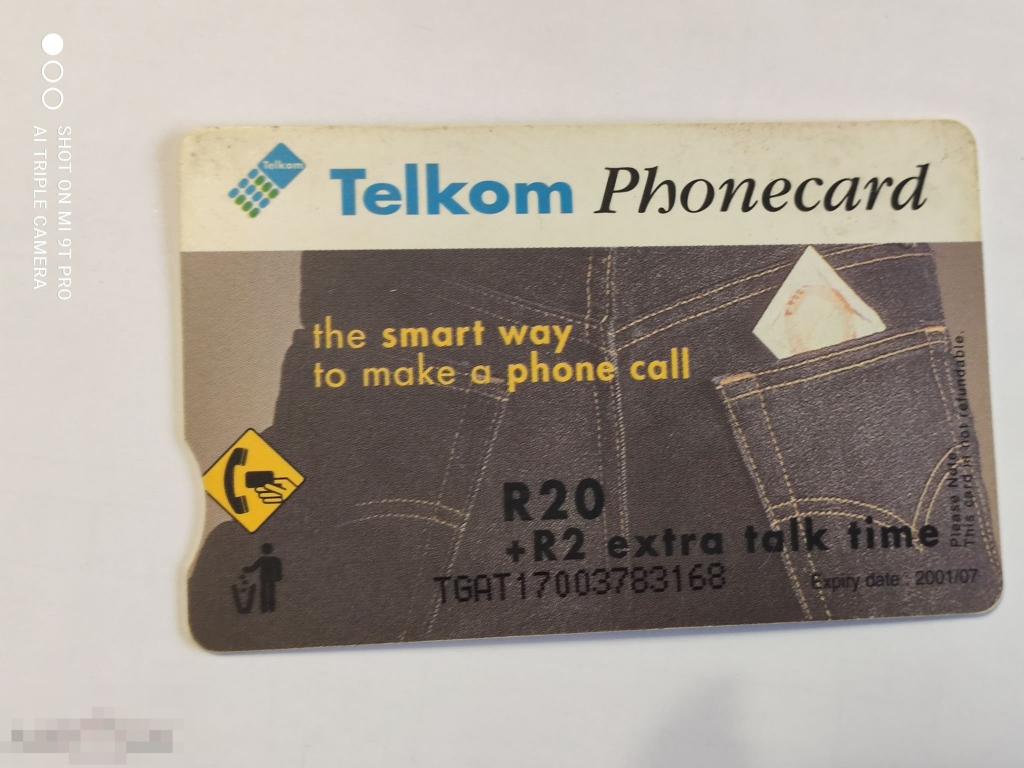 Telkom
Telkom Phonecard
the smart way
to make a phone call
R20
+R2 extra talk time
TGAT17003783168
Expiry date : 2001/07
Please Note:
This card is not refundable.
SHOT ON MI 9T PRO
AI TRIPLE CAMERA